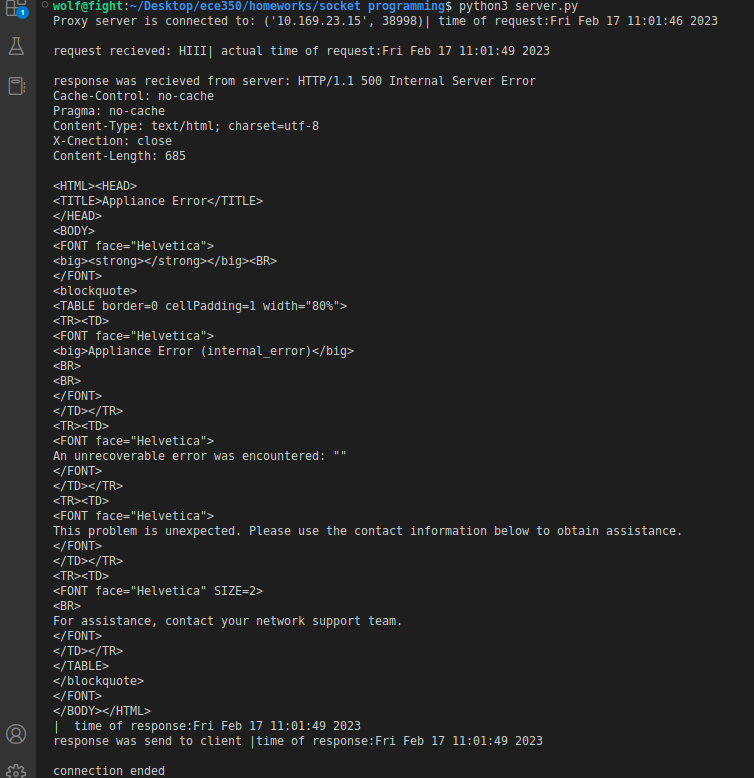 wolf@fight:~/Desktop/ece350/homeworks/socket programming$ python3 server.py
Proxy server is connected to: ('10.169.23.15', 38998)| time of request:Fri Feb 17 11:01:46 2023
request recieved: HIII| actual time of request:Fri Feb 17 11:01:49 2023
response was recieved from server: HTTP/1.1 500 Internal Server Error
Cache-Control: no-cache
Pragma: no-cache
Content-Type: text/html; charset=utf-8
X-Cnection: close
Content-Length: 685
<HTML><HEAD>
<TITLE>Appliance Error</TITLE>
</HEAD>
<BODY>
<FONT face="Helvetica">
<big><strong></strong></big><BR>
</FONT>
<blockquote>
<TABLE border=0 cellPadding=1 width="80%">
<TR><TD>
<FONT face="Helvetica">
<big>Appliance Error (internal_error)</big>
<BR>
<BR>
</FONT>
</TD></TR>
<TR><TD>
<FONT face="Helvetica">
An unrecoverable error was encountered: ""
</FONT>
</TD></TR>
<TR><TD>
<FONT face="Helvetica">
This problem is unexpected. Please use the contact information below to obtain assistance.
</FONT>
</TD></TR>
<TR><TD>
<FONT face="Helvetica" SIZE=2>
<BR>
For assistance, contact your network support team.
</FONT>
</TD></TR>
</TABLE>
</blockquote>
</FONT>
</BODY></HTML>
|  time of response:Fri Feb 17 11:01:49 2023
response was send to client |time of response:Fri Feb 17 11:01:49 2023
connection ended
1